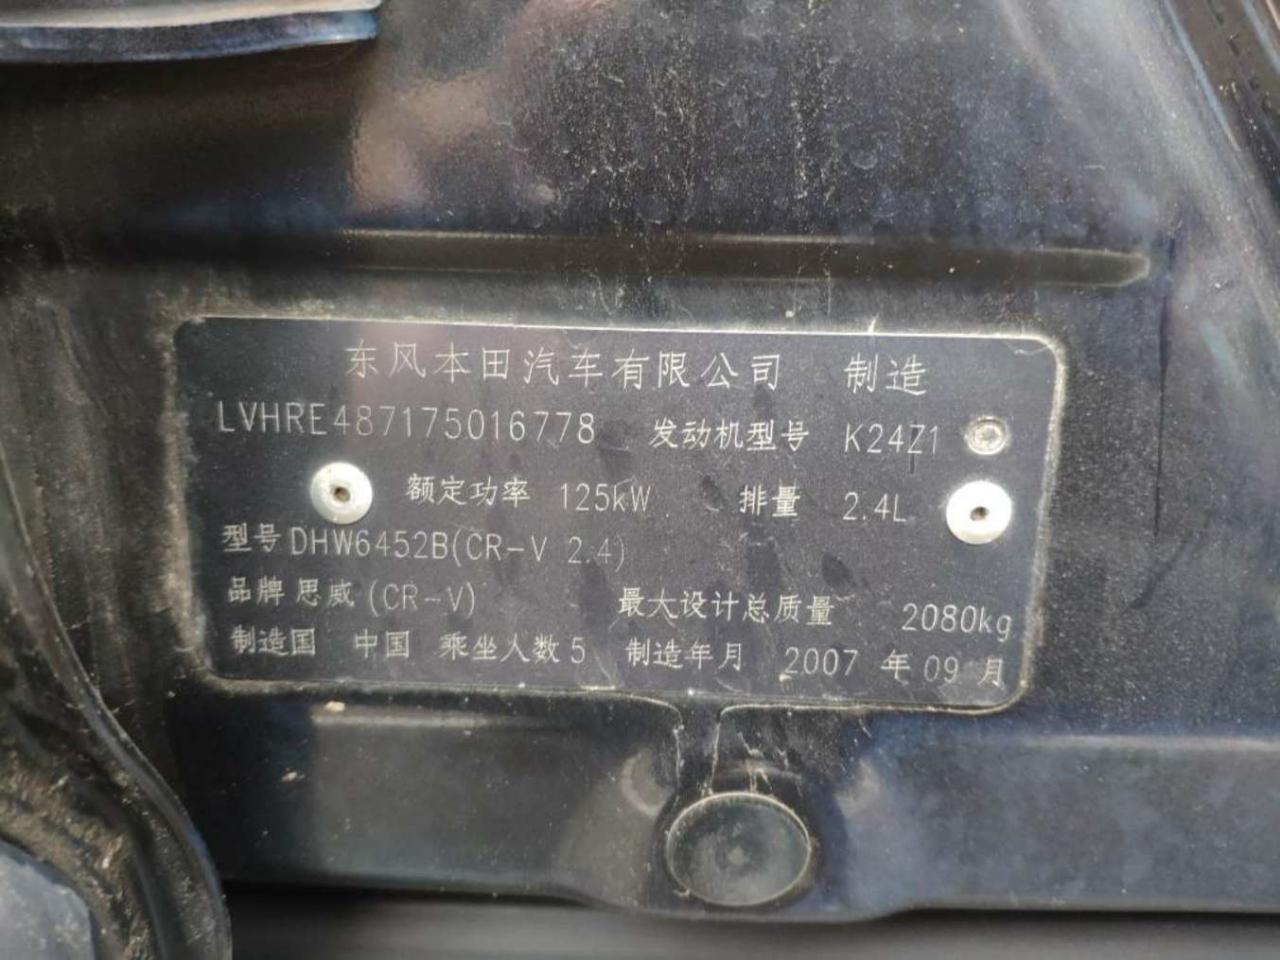 东风本田汽车有限公司 制造
LVHRE487175016778 发动机型号 K24Z1
额定功率 125kW 排量 2.4L
型号 DHW6452B(CR-V 2.4)
品牌 思威(CR-V) 最大设计总质量 2080kg
制造国 中国 乘坐人数 5 制造年月 2007 年 09 月